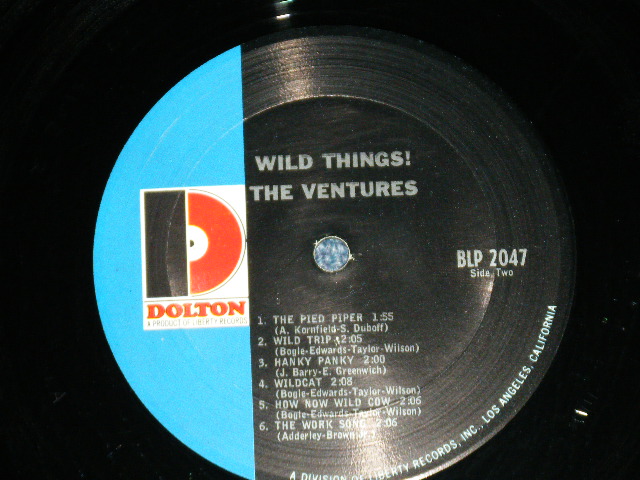 WILD THINGS!
THE VENTURES
BLP 2047
Side Two
DOLTON
A PRODUCT OF LIBERTY RECORDS
1. THE PIED PIPER 1:55
(A. Kornfield-S. Duboff)
2. WILD TRIP 2:05
(Bogle-Edwards-Taylor-Wilson)
3. HANKY PANKY 2:00
(J. Barry-E. Greenwich)
4. WILDCAT 2:08
(Bogle-Edwards-Taylor-Wilson)
5. HOW NOW WILD COW 2:06
(Bogle-Edwards-Taylor-Wilson)
6. THE WORK SONG 2:06
(Adderley-Brown
A DIVISION OF LIBERTY RECORDS, INC., LOS ANGELES, CALIFORNIA